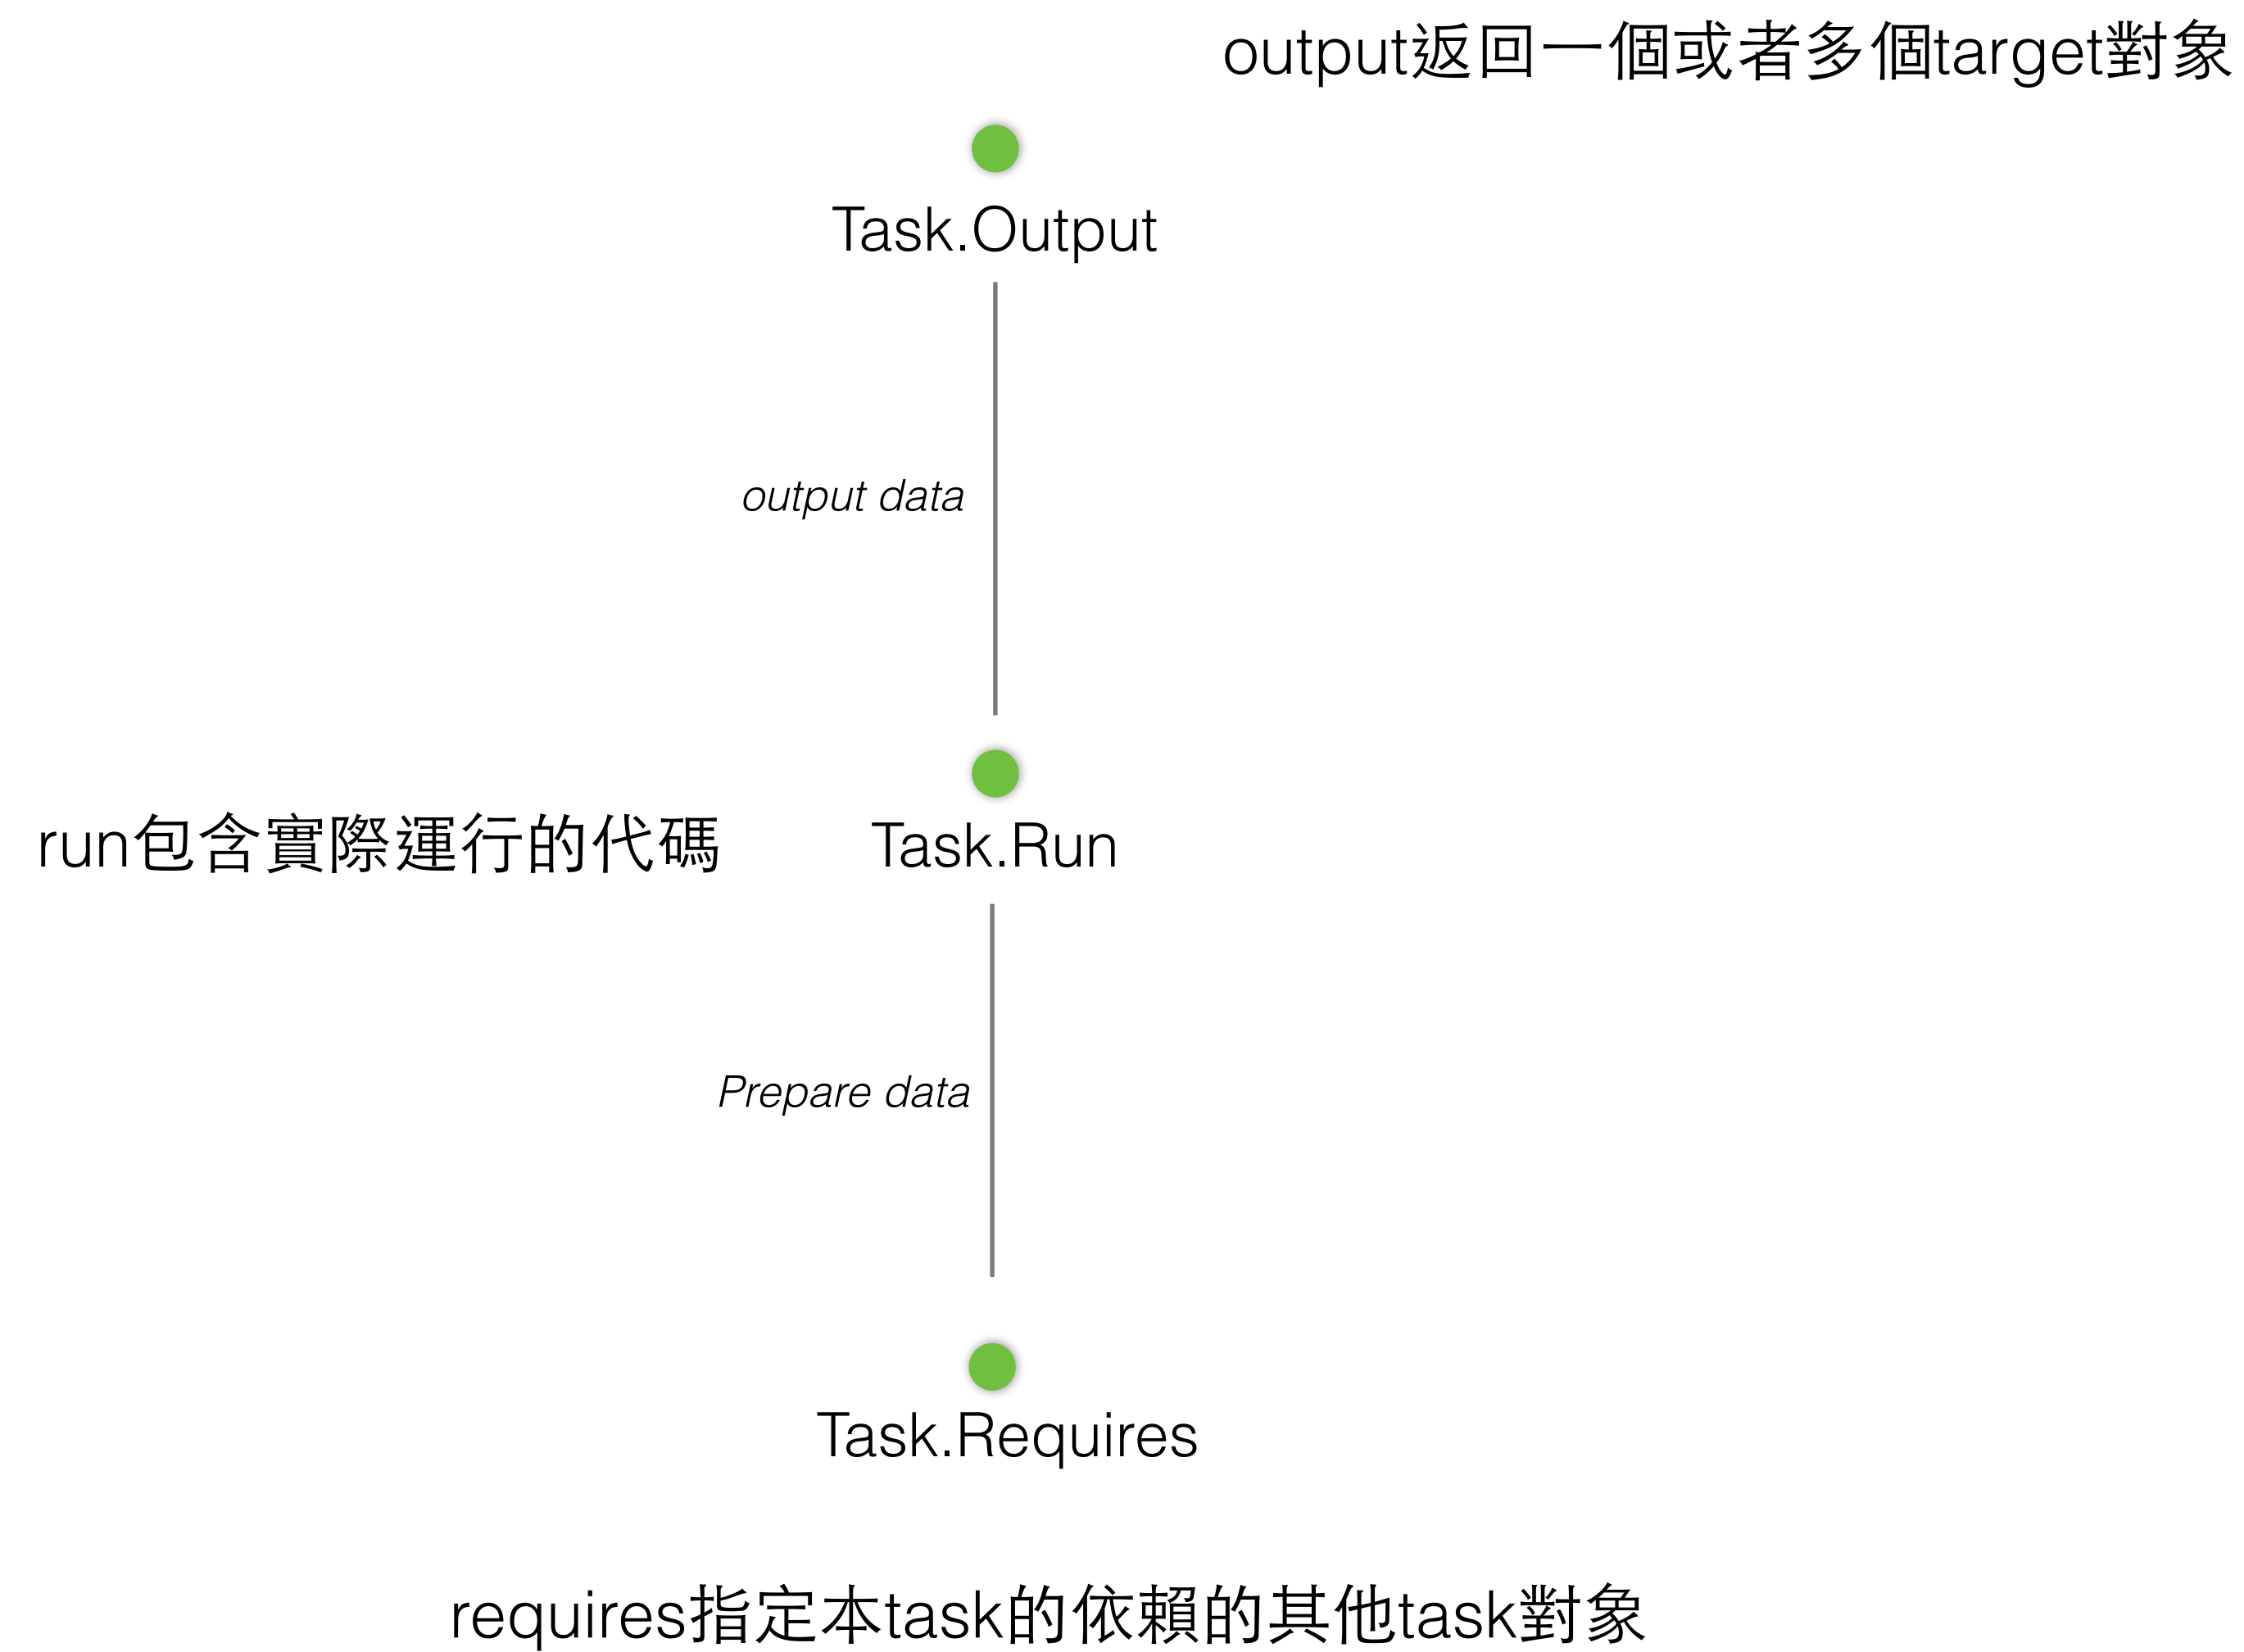 output返回一個或者多個target對象
Task.Output
output data
run包含實際運行的代碼
Task.Run
Prepare data
Task.Requires
requires指定本task的依賴的其他task對象